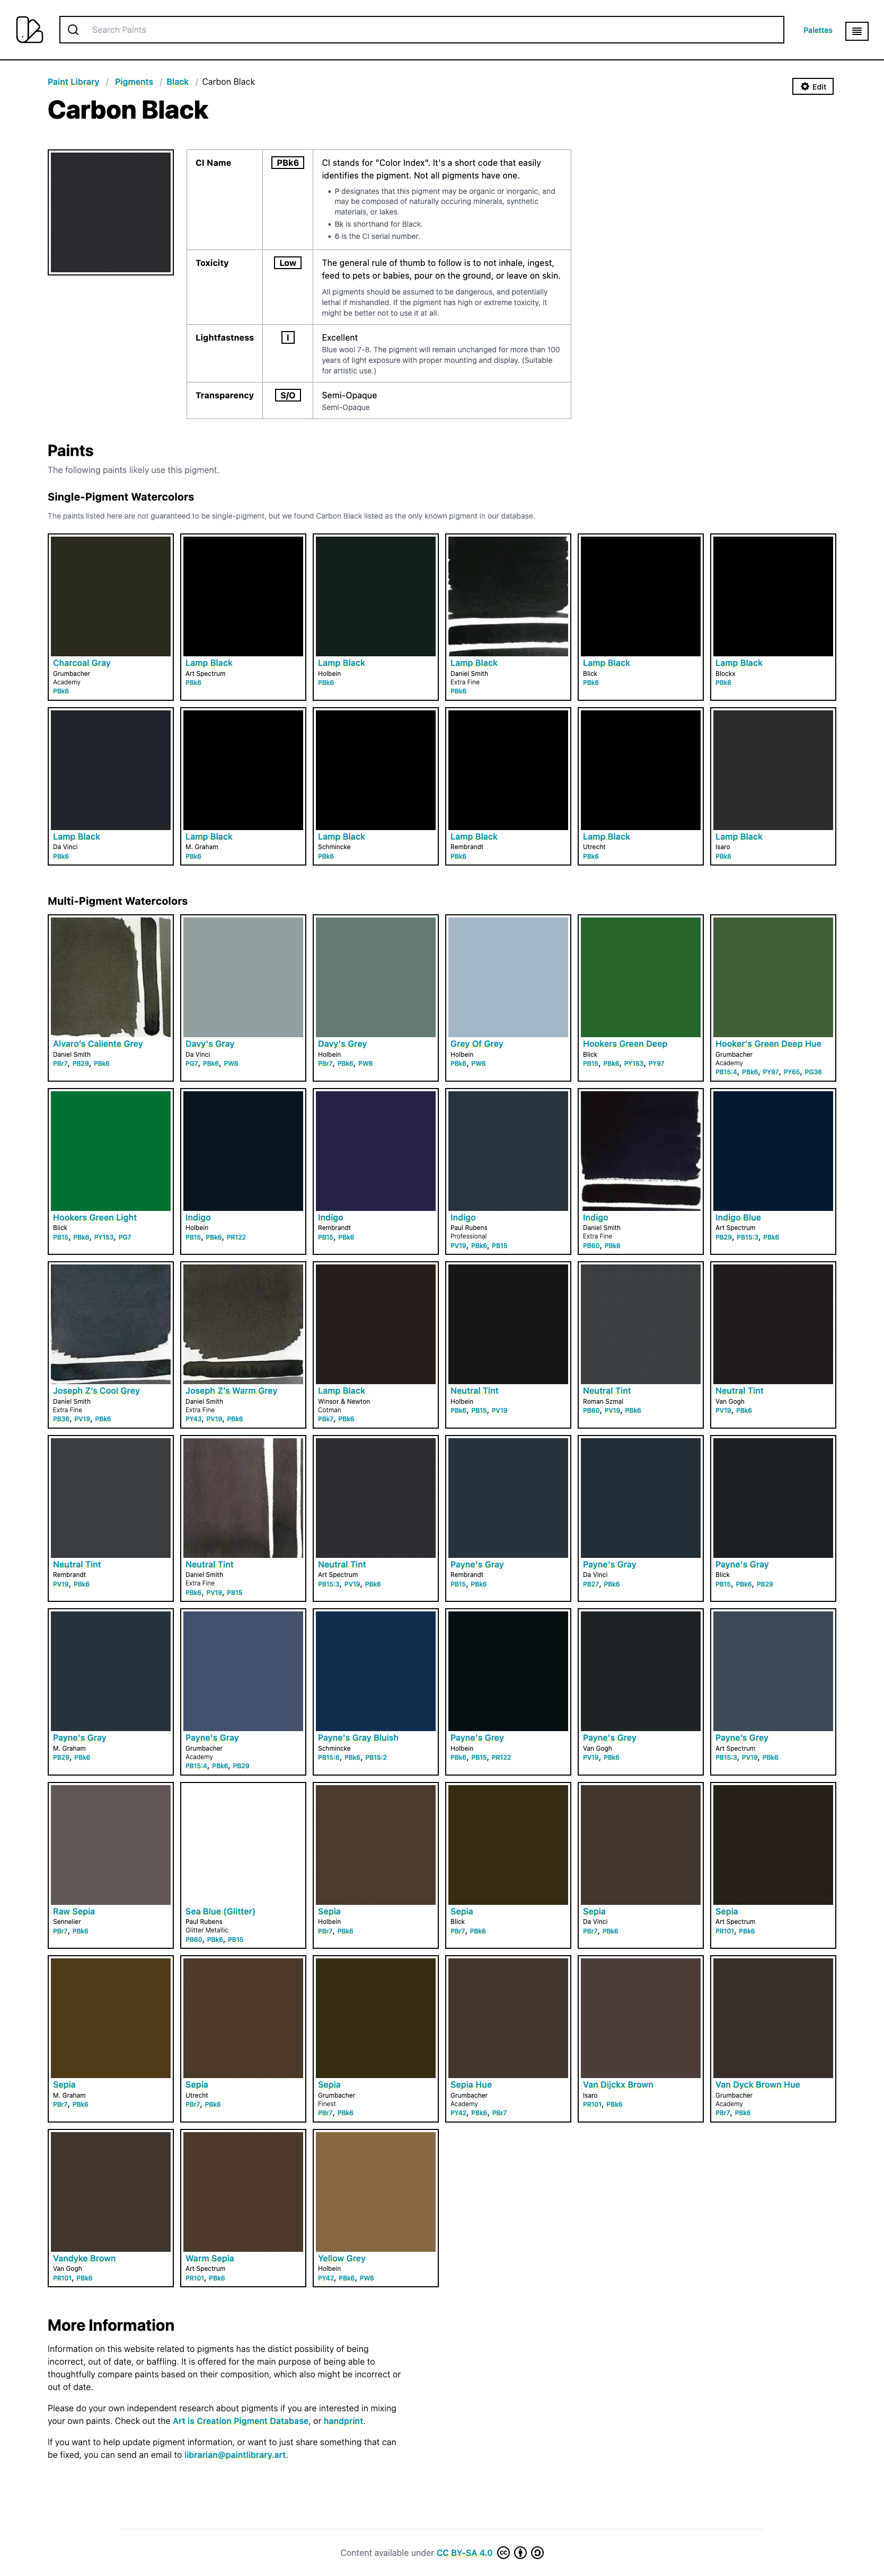 Search Paints
Palettes
Paint Library / Pigments / Black / Carbon Black
Edit
Carbon Black
CI Name
PBk6
CI stands for "Color Index". It's a short code that easily
identifies the pigment. Not all pigments have one.
• P designates that this pigment may be organic or inorganic, and
may be composed of naturally occuring minerals, synthetic
materials, or lakes.
• Bk is shorthand for Black.
• 6 is the CI serial number.
Toxicity
Low
The general rule of thumb to follow is to not inhale, ingest,
feed to pets or babies, pour on the ground, or leave on skin.
All pigments should be assumed to be dangerous, and potentially
lethal if mishandled. If the pigment has high or extreme toxicity, it
might be better not to use it at all.
Lightfastness
I
Excellent
Blue wool 7-8. The pigment will remain unchanged for more than 100
years of light exposure with proper mounting and display. (Suitable
for artistic use.)
Transparency
S/O
Semi-Opaque
Semi-Opaque
Paints
The following paints likely use this pigment.
Single-Pigment Watercolors
The paints listed here are not guaranteed to be single-pigment, but we found Carbon Black listed as the only known pigment in our database.
Charcoal Gray
Grumbacher
Academy
PBk6
Lamp Black
Art Spectrum
PBk6
Lamp Black
Holbein
PBk6
Lamp Black
Daniel Smith
Extra Fine
PBk6
Lamp Black
Blick
PBk6
Lamp Black
Blockx
PBk6
Lamp Black
Da Vinci
PBk6
Lamp Black
M. Graham
PBk6
Lamp Black
Schmincke
PBk6
Lamp Black
Rembrandt
PBk6
Lamp Black
Utrecht
PBk6
Lamp Black
Isaro
PBk6
Multi-Pigment Watercolors
Alvaro's Caliente Grey
Daniel Smith
PBr7, PB29, PBk6
Davy's Gray
Da Vinci
PG7, PBk6, PW6
Davy's Grey
Holbein
PBr7, PBk6, PW6
Grey Of Grey
Holbein
PBk6, PW6
Hookers Green Deep
Blick
PB15, PBk6, PY153, PY97
Hooker's Green Deep Hue
Grumbacher
Academy
PB15:4, PBk6, PY97, PY65, PG36
Hookers Green Light
Blick
PB15, PBk6, PY153, PG7
Indigo
Holbein
PB15, PBk6, PR122
Indigo
Rembrandt
PB15, PBk6
Indigo
Paul Rubens
Professional
PV19, PBk6, PB15
Indigo
Daniel Smith
Extra Fine
PB60, PBk6
Indigo Blue
Art Spectrum
PB29, PB15:3, PBk6
Joseph Z's Cool Grey
Daniel Smith
Extra Fine
PB36, PV19, PBk6
Joseph Z's Warm Grey
Daniel Smith
Extra Fine
PY43, PV19, PBk6
Lamp Black
Winsor & Newton
Cotman
PBk7, PBk6
Neutral Tint
Holbein
PBk6, PB15, PV19
Neutral Tint
Roman Szmal
PB60, PV19, PBk6
Neutral Tint
Van Gogh
PV19, PBk6
Neutral Tint
Rembrandt
PV19, PBk6
Neutral Tint
Daniel Smith
Extra Fine
PBk6, PV19, PB15
Neutral Tint
Art Spectrum
PB15:3, PV19, PBk6
Payne's Gray
Rembrandt
PB15, PBk6
Payne's Gray
Da Vinci
PB27, PBk6
Payne's Gray
Blick
PB15, PBk6, PB29
Payne's Gray
M. Graham
PB29, PBk6
Payne's Gray
Grumbacher
Academy
PB15:4, PBk6, PB29
Payne's Gray Bluish
Schmincke
PB15:6, PBk6, PB15:2
Payne's Grey
Holbein
PBk6, PB15, PR122
Payne's Grey
Van Gogh
PV19, PBk6
Payne's Grey
Art Spectrum
PB15:3, PV19, PBk6
Raw Sepia
Sennelier
PBr7, PBk6
Sea Blue (Glitter)
Paul Rubens
Glitter Metallic
PB60, PBk6, PB15
Sepia
Holbein
PBr7, PBk6
Sepia
Blick
PBr7, PBk6
Sepia
Da Vinci
PBr7, PBk6
Sepia
Art Spectrum
PR101, PBk6
Sepia
M. Graham
PBr7, PBk6
Sepia
Utrecht
PBr7, PBk6
Sepia
Grumbacher
Finest
PBr7, PBk6
Sepia Hue
Grumbacher
Academy
PY42, PBk6, PBr7
Van Dijckx Brown
Isaro
PR101, PBk6
Van Dyck Brown Hue
Grumbacher
Academy
PBr7, PBk6
Vandyke Brown
Van Gogh
PR101, PBk6
Warm Sepia
Art Spectrum
PR101, PBk6
Yellow Grey
Holbein
PY42, PBk6, PW6
More Information
Information on this website related to pigments has the distict possibility of being
incorrect, out of date, or baffling. It is offered for the main purpose of being able to
thoughtfully compare paints based on their composition, which also might be incorrect or
out of date.
Please do your own independent research about pigments if you are interested in mixing
your own paints. Check out the Art is Creation Pigment Database, or handprint.
If you want to help update pigment information, or want to just share something that can
be fixed, you can send an email to librarian@paintlibrary.art.
Content available under CC BY-SA 4.0